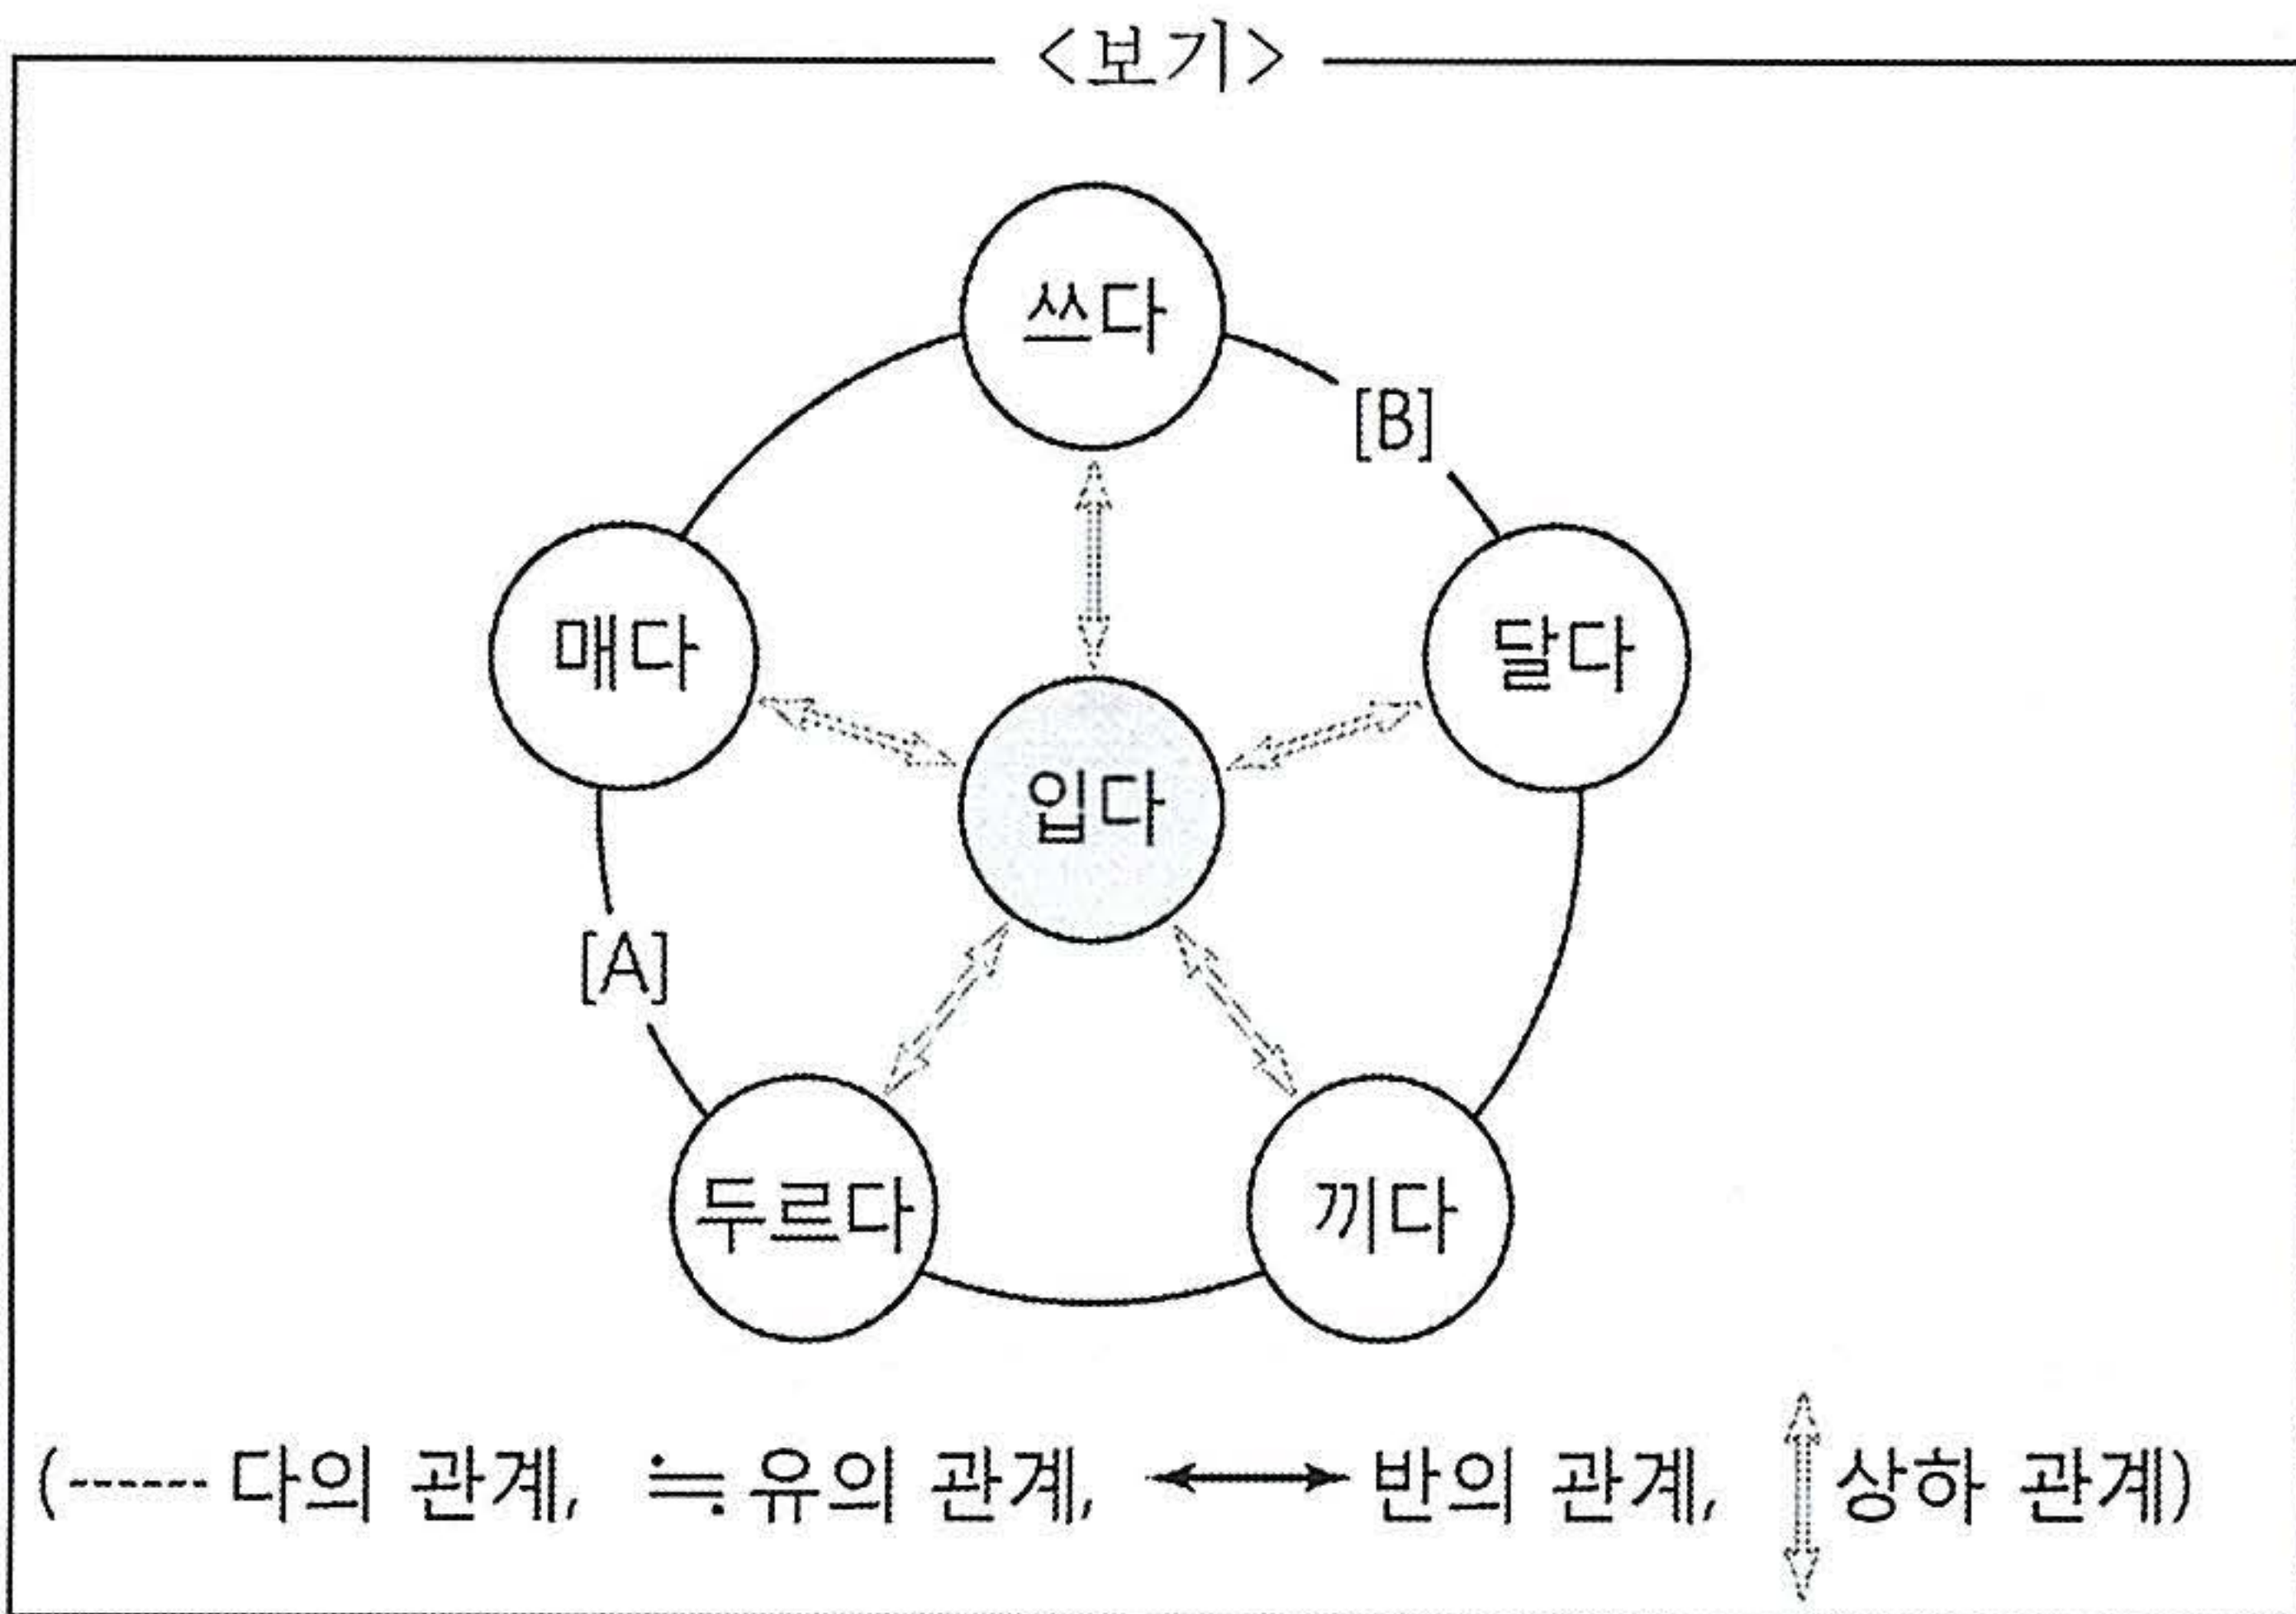 <보기>
쓰다
[B]
매다
달다
입다
[A]
두르다
끼다
(------ 다의 관계, ≒ 유의 관계, ↔ 반의 관계, ⇕ 상하 관계)